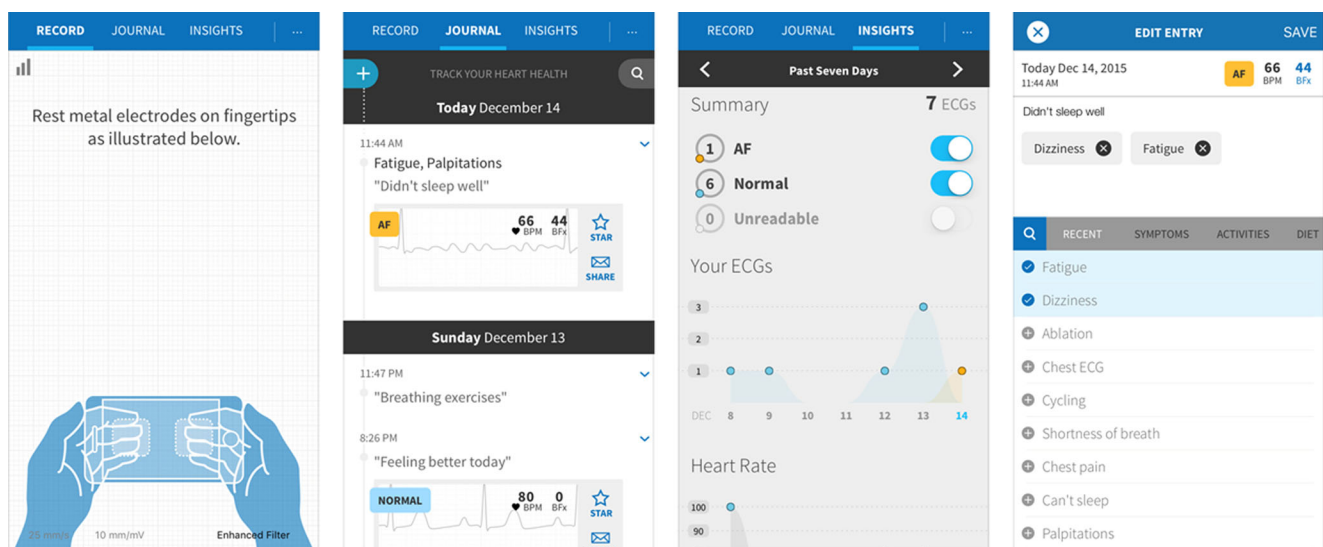 RECORD JOURNAL INSIGHTS ...
Rest metal electrodes on fingertips
as illustrated below.
25 mm/s 10 mm/mV Enhanced Filter
RECORD JOURNAL INSIGHTS ...
TRACK YOUR HEART HEALTH
Today December 14
11:44 AM
Fatigue, Palpitations
"Didn't sleep well"
AF 66 BPM 44 BFx
STAR
SHARE
Sunday December 13
11:47 PM
"Breathing exercises"
8:26 PM
"Feeling better today"
NORMAL 80 BPM 0 BFx
STAR
RECORD JOURNAL INSIGHTS ...
Past Seven Days
Summary 7 ECGs
1 AF
6 Normal
0 Unreadable
Your ECGs
3
2
1
DEC 8 9 10 11 12 13 14
Heart Rate
100
90
EDIT ENTRY SAVE
Today Dec 14, 2015
11:44 AM
AF 66 BPM 44 BFx
Didn't sleep well
Dizziness Fatigue
RECENT SYMPTOMS ACTIVITIES DIET
Fatigue
Dizziness
Ablation
Chest ECG
Cycling
Shortness of breath
Chest pain
Can't sleep
Palpitations